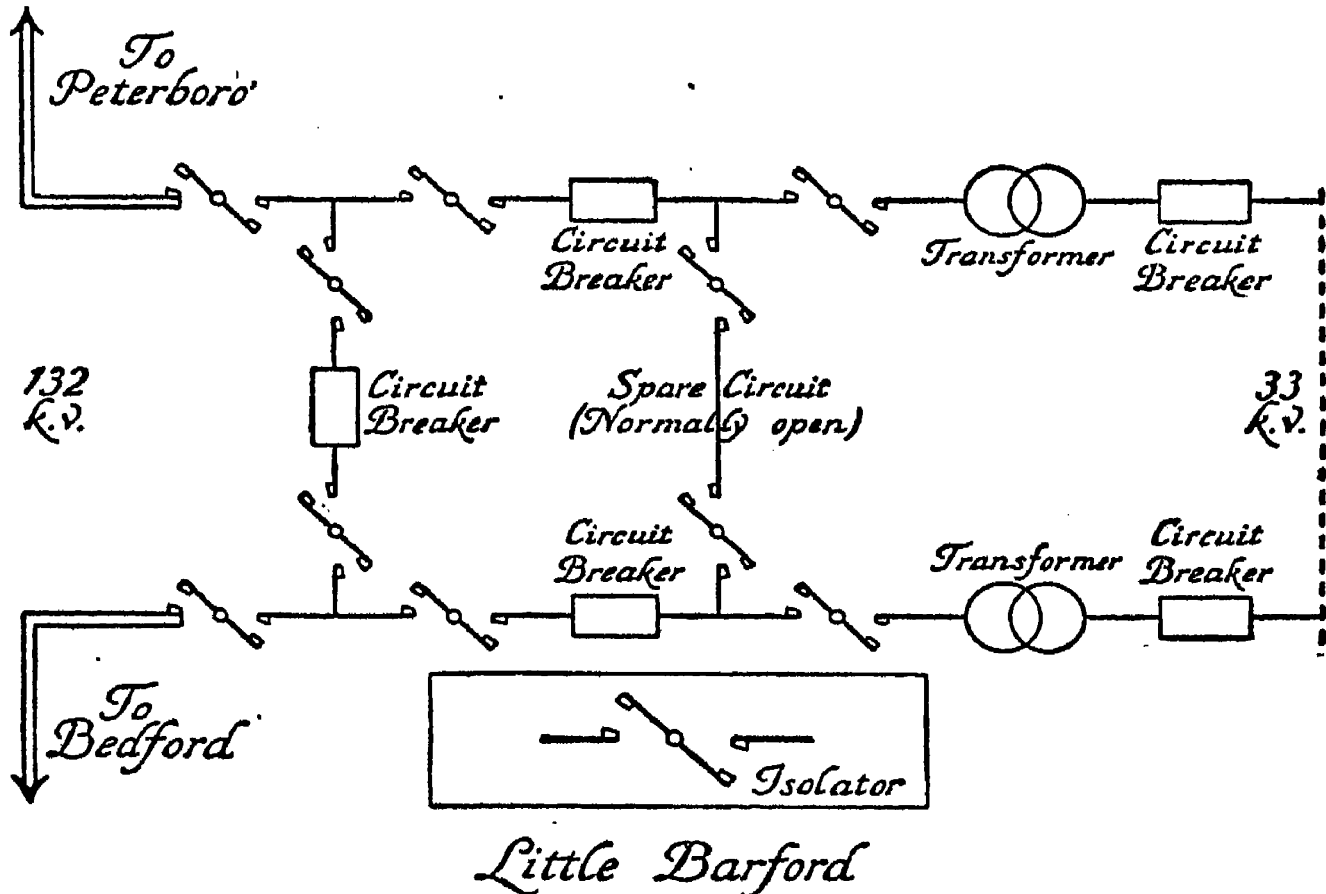 To
Peterboro'
Circuit
Breaker
Transformer
Circuit
Breaker
132
k.v.
Circuit
Breaker
Spare Circuit
(Normally open)
33
k.v.
Circuit
Breaker
Transformer
Circuit
Breaker
To
Bedford
Isolator
Little Barford